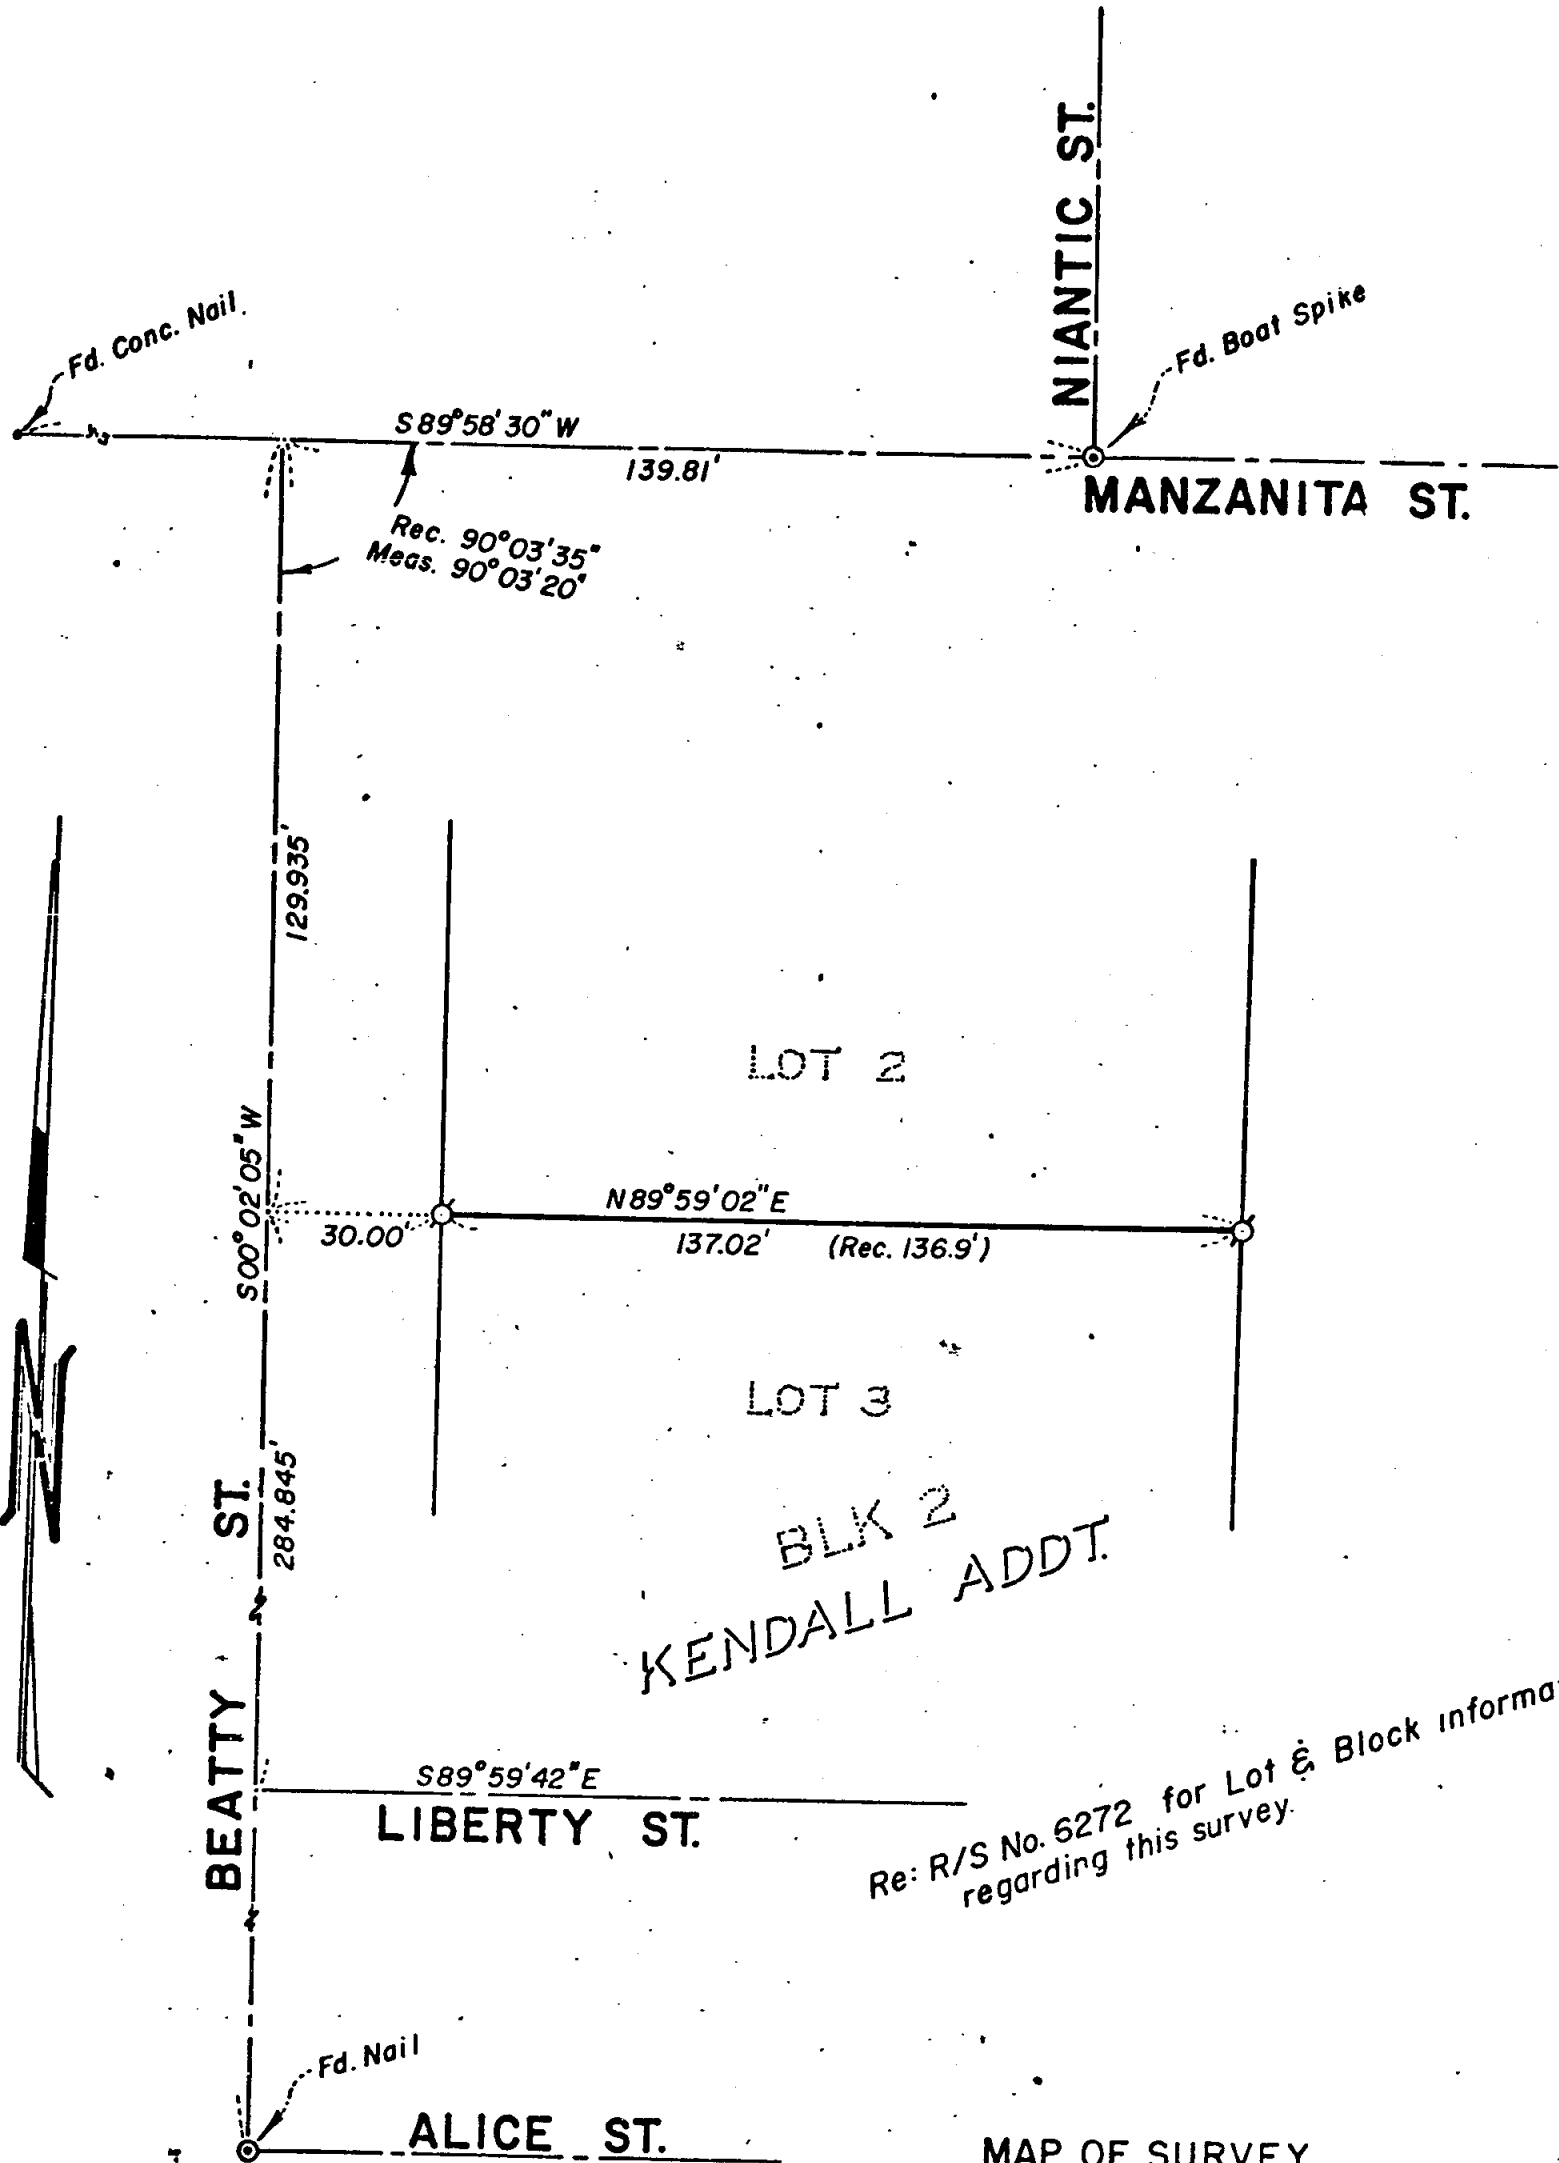 NIANTIC ST.
Fd. Conc. Nail.
Fd. Boat Spike
S 89°58'30" W
139.81'
MANZANITA ST.
Rec. 90°03'35"
Meas. 90°03'20"
129.935'
LOT 2
S00°02'05" W
N89°59'02"E
30.00'
137.02' (Rec. 136.9')
N
LOT 3
284.845'
BLK 2
KENDALL ADDT.
BEATTY ST.
S89°59'42"E
LIBERTY ST.
Re: R/S No. 6272 for Lot & Block informa
regarding this survey.
Fd. Nail
ALICE ST.
MAP OF SURVEY